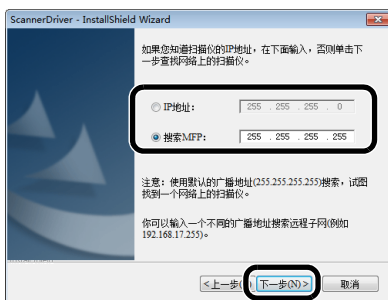 ScannerDriver - InstallShield Wizard
如果您知道扫描仪的IP地址，在下面输入，否则单击下
一步查找网络上的扫描仪。
IP地址： 255 . 255 . 255 . 0
搜索MFP： 255 . 255 . 255 . 255
注意：使用默认的广播地址(255.255.255.255)搜索，试图
找到一个网络上的扫描仪。
你可以输入一个不同的广播地址搜索远程子网(例如
192.168.17.255)。
<上一步( 下一步(N)> 取消